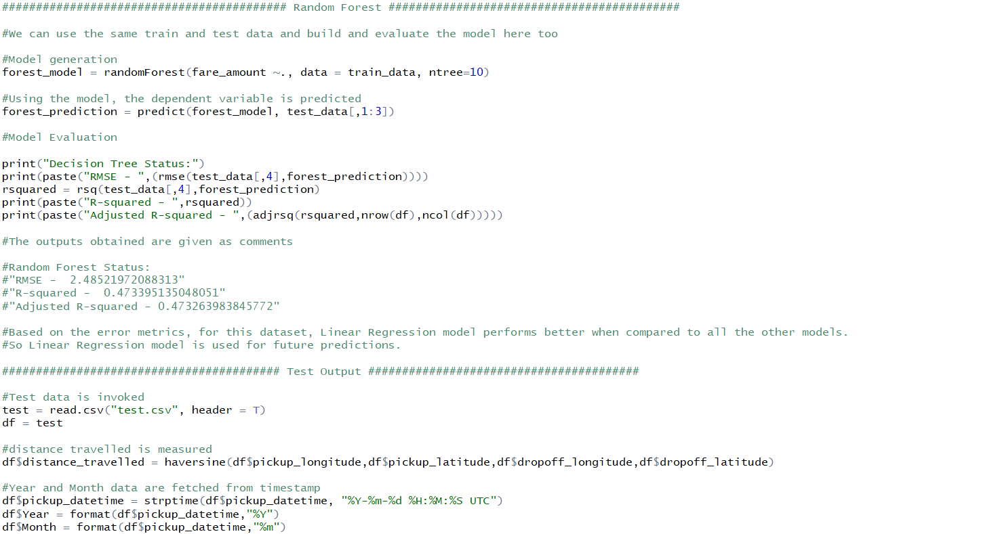 ########################################## Random Forest ###########################################
#We can use the same train and test data and build and evaluate the model here too
#Model generation
forest_model = randomForest(fare_amount ~., data = train_data, ntree=10)
#Using the model, the dependent variable is predicted
forest_prediction = predict(forest_model, test_data[,1:3])
#Model Evaluation
print("Decision Tree Status:")
print(paste("RMSE - ",(rmse(test_data[,4],forest_prediction))))
rsquared = rsq(test_data[,4],forest_prediction)
print(paste("R-squared - ",rsquared))
print(paste("Adjusted R-squared - ",(adjrsq(rsquared,nrow(df),ncol(df)))))
#The outputs obtained are given as comments
#Random Forest Status:
#"RMSE -  2.48521972088313"
#"R-squared -  0.473395135048051"
#"Adjusted R-squared - 0.473263983845772"
#Based on the error metrics, for this dataset, Linear Regression model performs better when compared to all the other models.
#So Linear Regression model is used for future predictions.
######################################### Test Output ########################################
#Test data is invoked
test = read.csv("test.csv", header = T)
df = test
#distance travelled is measured
df$distance_travelled = haversine(df$pickup_longitude,df$pickup_latitude,df$dropoff_longitude,df$dropoff_latitude)
#Year and Month data are fetched from timestamp
df$pickup_datetime = strptime(df$pickup_datetime, "%Y-%m-%d %H:%M:%S UTC")
df$Year = format(df$pickup_datetime,"%Y")
df$Month = format(df$pickup_datetime,"%m")